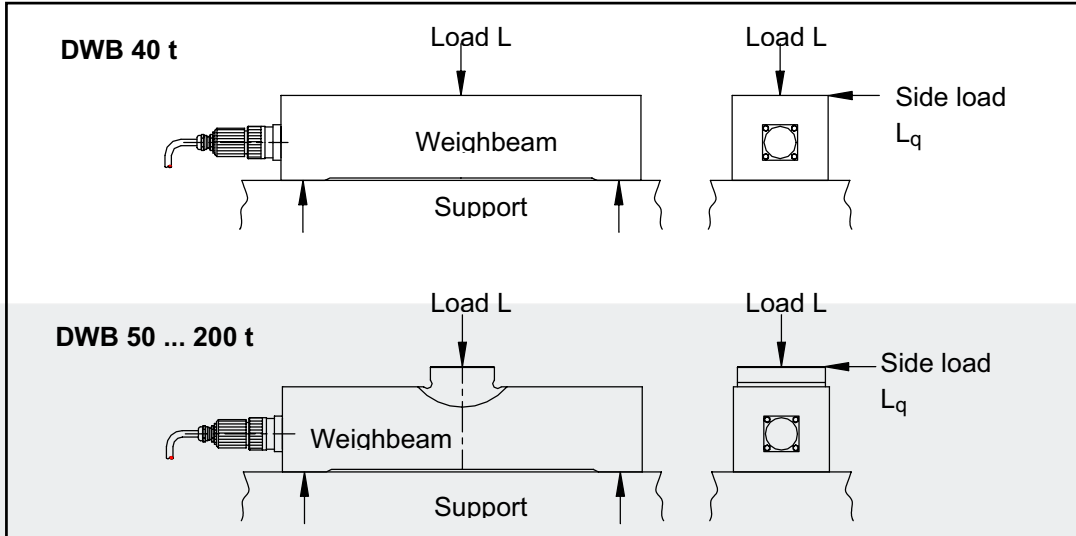 DWB 40 t
Load L
Load L
Side load
Lq
Weighbeam
Support
DWB 50 ... 200 t
Load L
Load L
Side load
Lq
Weighbeam
Support